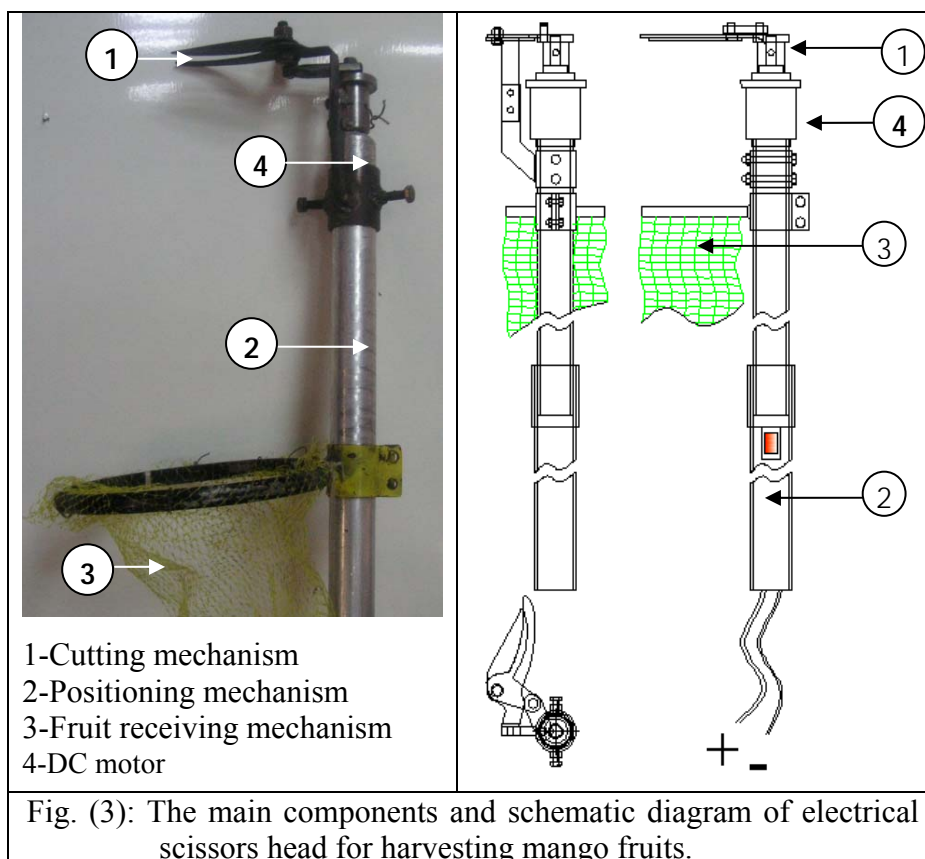 1
4
2
3
1-Cutting mechanism
2-Positioning mechanism
3-Fruit receiving mechanism
4-DC motor
1
4
3
2
+ -
Fig. (3): The main components and schematic diagram of electrical
scissors head for harvesting mango fruits.